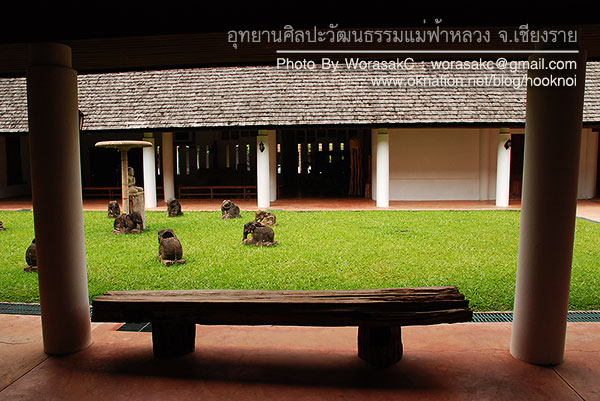 อุทยานศิลปะวัฒนธรรมแม่ฟ้าหลวง จ.เชียงราย
Photo By WorasakC : worasakc@gmail.com
: www.oknation.net/blog/hooknoi